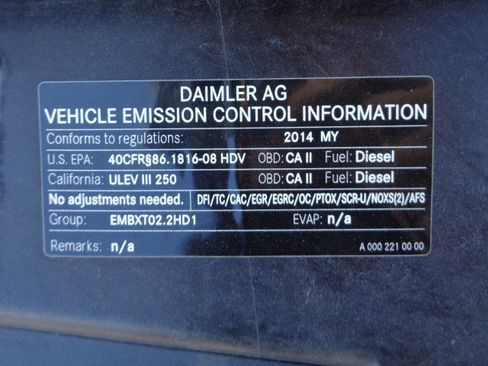 DAIMLER AG
VEHICLE EMISSION CONTROL INFORMATION
Conforms to regulations: 2014 MY
U.S. EPA: 40CFR§86.1816-08 HDV OBD: CA II Fuel: Diesel
California: ULEV III 250 OBD: CA II Fuel: Diesel
No adjustments needed. DFI/TC/CAC/EGR/EGRC/OC/PTOX/SCR-U/NOXS(2)/AFS
Group: EMBXT02.2HD1 EVAP: n/a
Remarks: n/a A 000 221 00 00